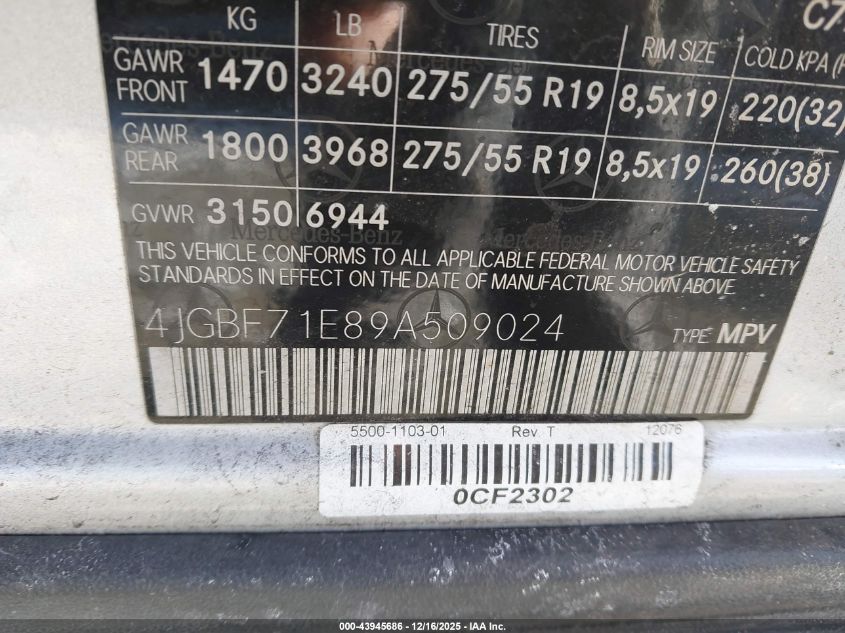 KG LB TIRES RIM SIZE COLD KPA
GAWR FRONT 1470 3240 275/55 R19 8,5x19 220(32)
GAWR REAR 1800 3968 275/55 R19 8,5x19 260(38)
GVWR 3150 6944
Mercedes-Benz
THIS VEHICLE CONFORMS TO ALL APPLICABLE FEDERAL MOTOR VEHICLE SAFETY
STANDARDS IN EFFECT ON THE DATE OF MANUFACTURE SHOWN ABOVE.
4JGBF71E89A509024 TYPE: MPV
5500-1103-01 Rev. T 12076
0CF2302
000-43945686 / 12/16/2025 - IAA Inc.